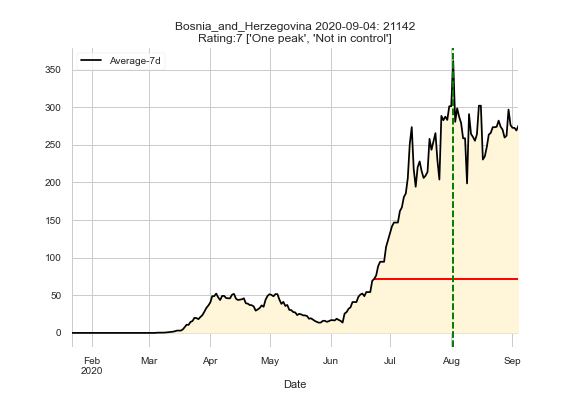 Bosnia_and_Herzegovina 2020-09-04: 21142
Rating:7 ['One peak', 'Not in control']
Average-7d
350
300
250
200
150
100
50
0
Feb
2020
Mar
Apr
May
Jun
Jul
Aug
Sep
Date